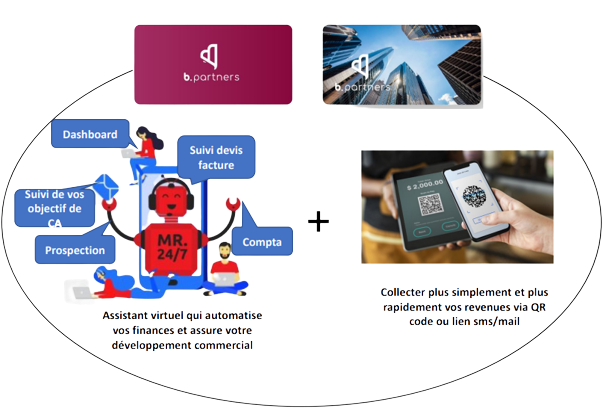 b.partners
b.partners
Dashboard
Suivi devis
facture
Suivi de vos
objectif de
CA
Prospection
MR.
24/7
Compta
+
$ 2,000.00
Assistant virtuel qui automatise
vos finances et assure votre
développement commercial
Collecter plus simplement et plus
rapidement vos revenues via QR
code ou lien sms/mail